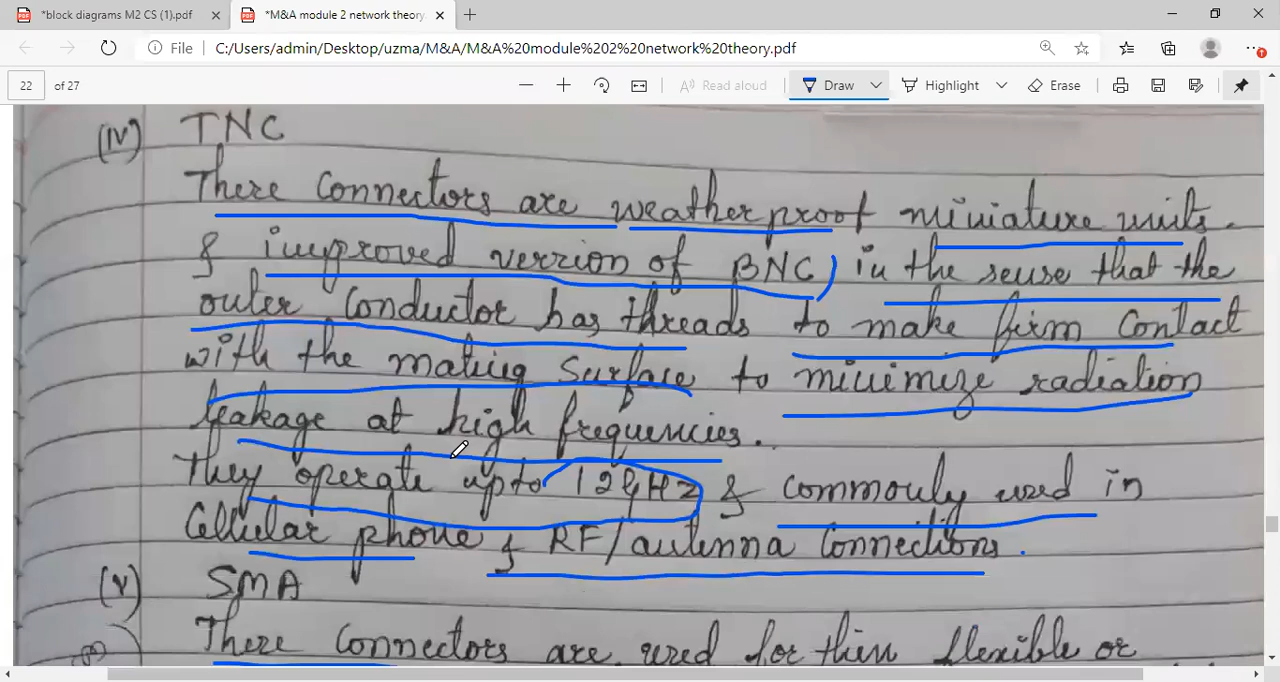 *block diagrams M2 CS (1).pdf
*M&A module 2 network theory.
File
C:/Users/admin/Desktop/uzma/M&A/M&A%20module%202%20network%20theory.pdf
22 of 27
Read aloud
Draw
Highlight
Erase
(IV) TNC
There connectors are weather proof miniature units.
& improved verzion of BNC, in the sense that the
outer conductor has threads to make firm contact
with the mating surface to minimize radiation
leakage at high frequencies.
They operate upto 12GHz & commonly used in
Cellular phone & RF/antenna connections.
(V) SMA
There connectors are used for thin flexible or